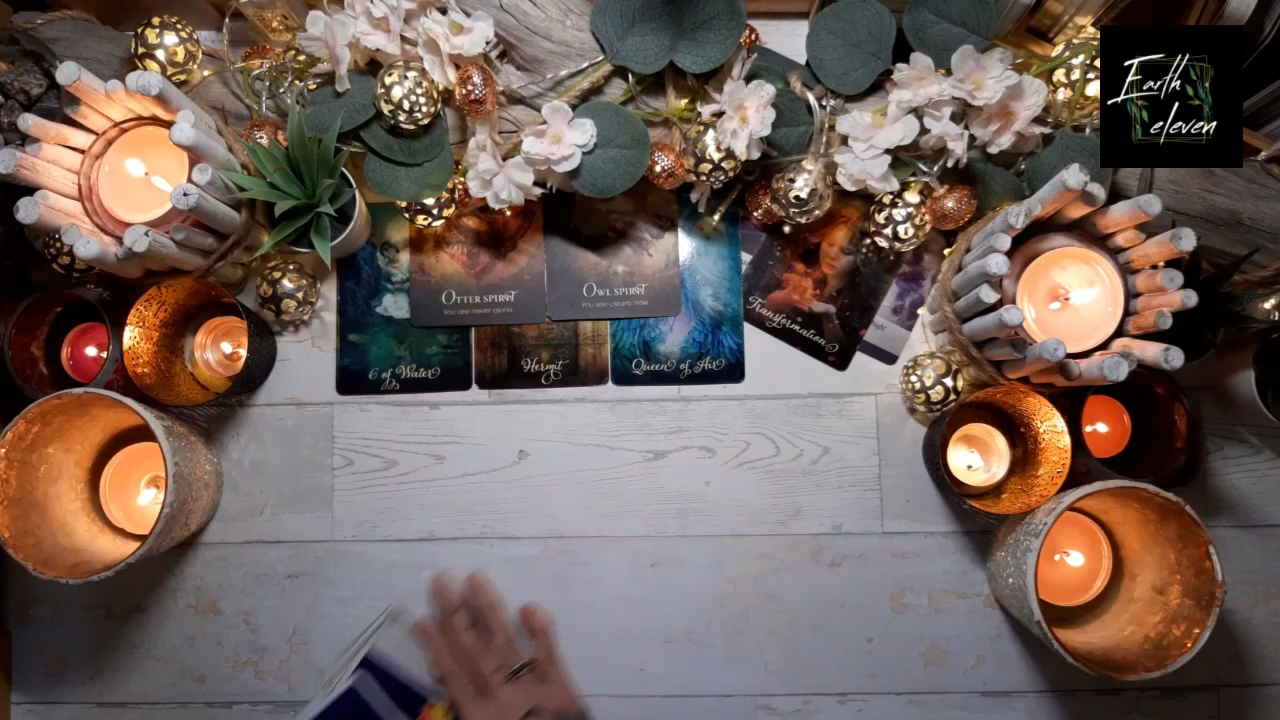 Earth
eleven
OTTER SPIRIT
You are never alone.
OWL SPIRIT
You see clearly now.
Transformation
6 of Water
Hermit
Queen of Air